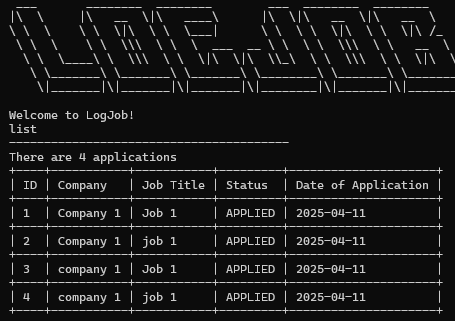 Welcome to LogJob!
list
There are 4 applications
| ID | Company | Job Title | Status | Date of Application |
| 1 | Company 1 | Job 1 | APPLIED | 2025-04-11 |
| 2 | Company 1 | job 1 | APPLIED | 2025-04-11 |
| 3 | company 1 | Job 1 | APPLIED | 2025-04-11 |
| 4 | company 1 | job 1 | APPLIED | 2025-04-11 |